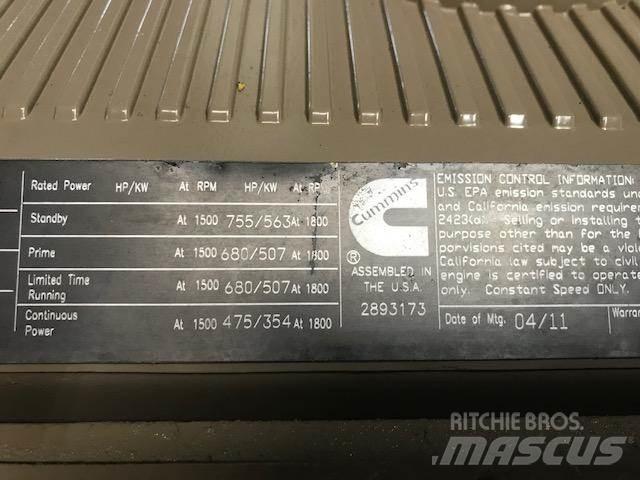 Rated Power HP/KW At RPM HP/KW At RP
Standby At 1500 755/563 At 1800
Prime At 1500 680/507 At 1800
Limited Time
Running At 1500 680/507 At 1800
Continuous
Power At 1500 475/354 At 1800
Cummins
®
ASSEMBLED IN
THE U.S.A.
2893173
EMISSION CONTROL INFORMATION:
U.S. EPA emission standards und
and California emission require
2423(d). Selling or installing t
purpose other than for the
porvisions cited may be a viola
California law subject to civil
engine is certified to operate
only. Constant Speed ONLY.
Date of Mfg. 04/11
Warran
RITCHIE BROS.
MASCUS